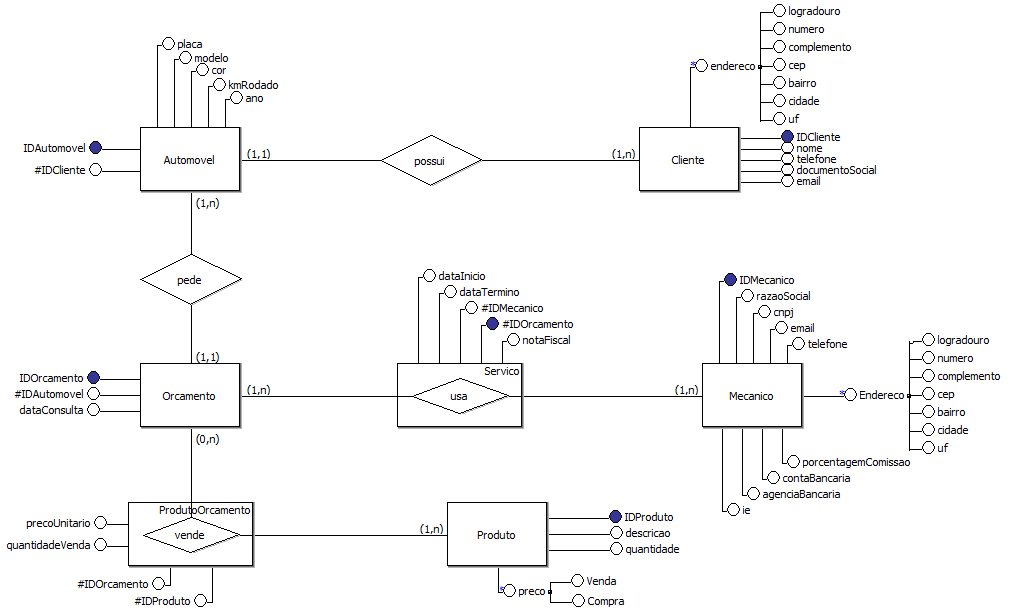 logradouro
numero
complemento
* endereco
cep
bairro
cidade
uf
placa
modelo
cor
kmRodado
ano
IDAutomovel
#IDCliente
Automovel
(1,1)
possui
(1,n)
Cliente
IDCliente
nome
telefone
documentoSocial
email
(1,n)
pede
(1,1)
dataInicio
dataTermino
#IDMecanico
#IDOrcamento
notaFiscal
IDMecanico
razaoSocial
cnpj
email
telefone
IDOrcamento
#IDAutomovel
dataConsulta
Orcamento
(1,n)
Servico
usa
(1,n)
Mecanico
* Endereco
logradouro
numero
complemento
cep
bairro
cidade
uf
(0,n)
porcentagemComissao
contaBancaria
agenciaBancaria
ie
ProdutoOrcamento
vende
precoUnitario
quantidadeVenda
#IDOrcamento
#IDProduto
(1,n)
Produto
IDProduto
descricao
quantidade
* preco
Venda
Compra